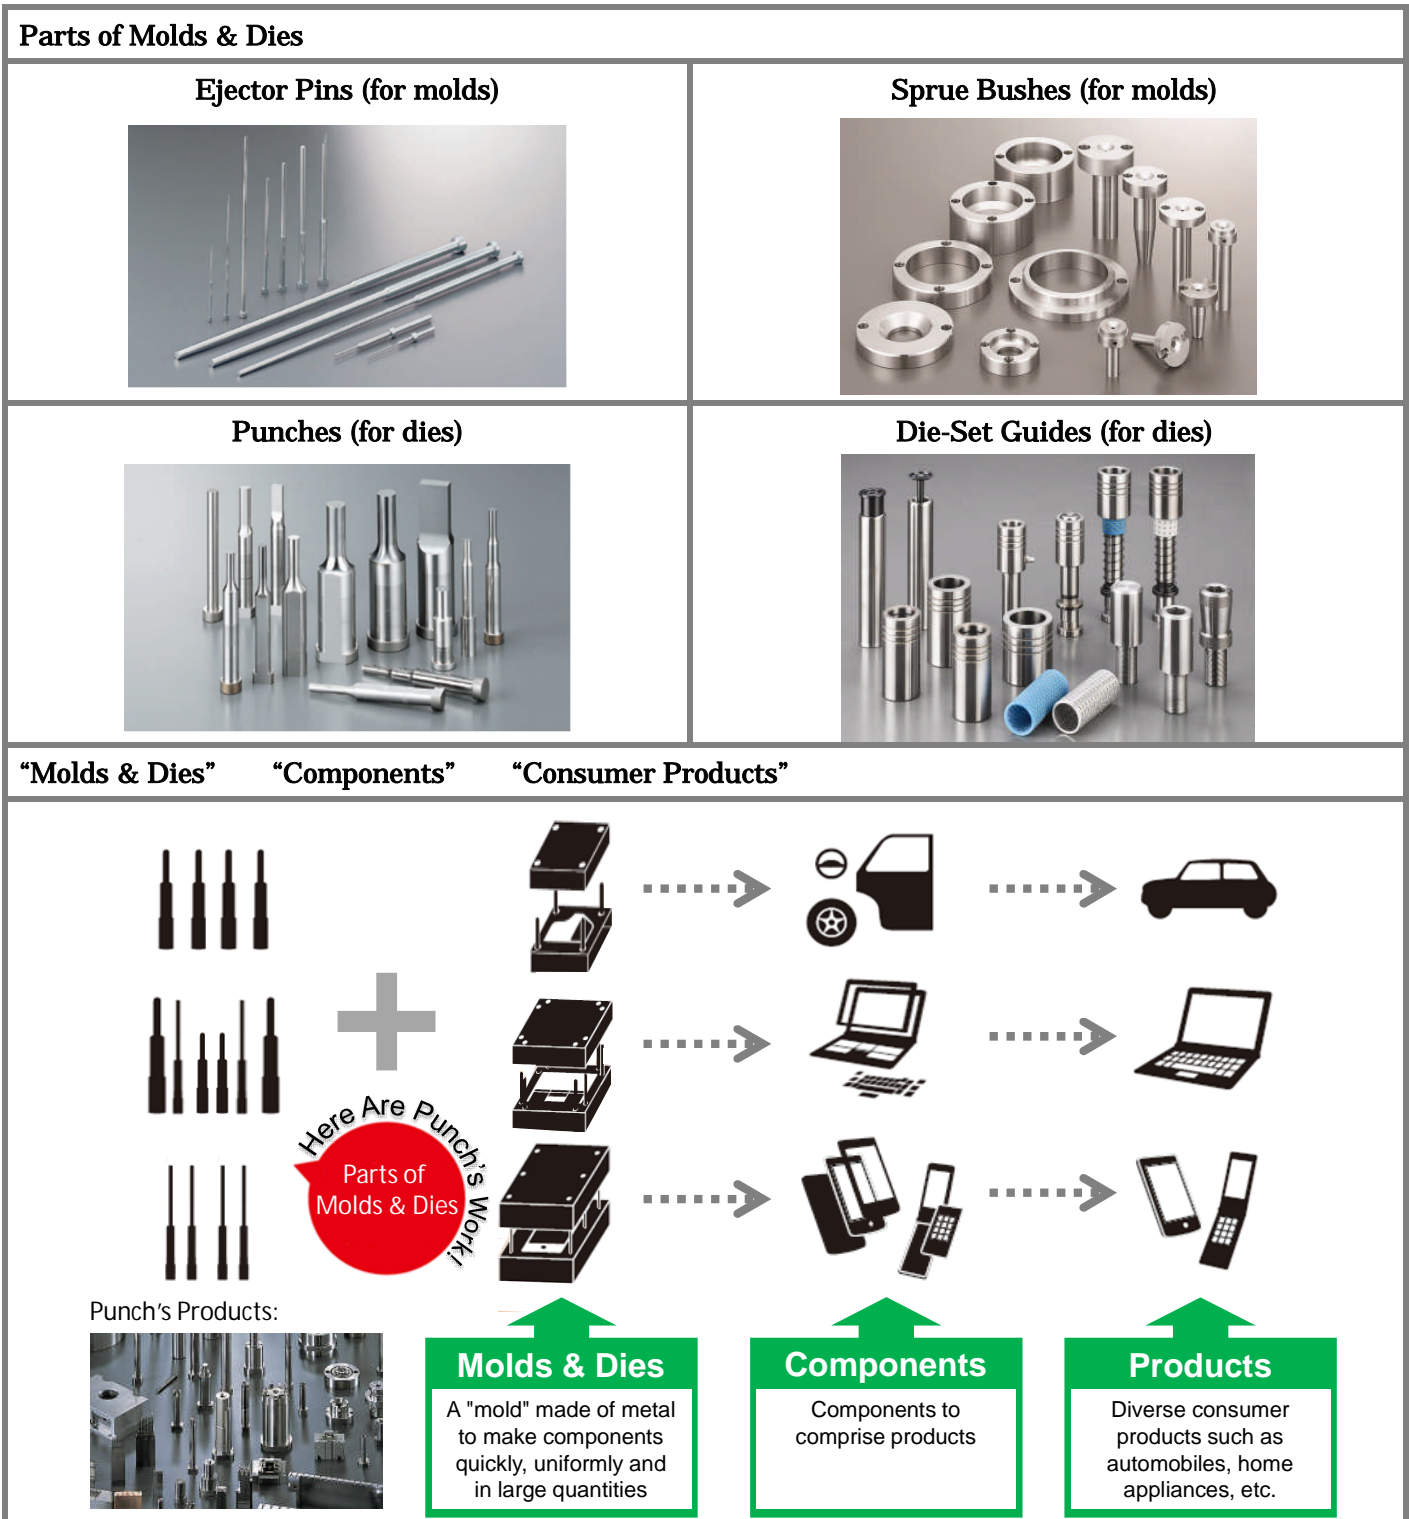 Parts of Molds & Dies
Ejector Pins (for molds)
Sprue Bushes (for molds)
Punches (for dies)
Die-Set Guides (for dies)
“Molds & Dies” “Components” “Consumer Products”
Here Are Punch's Work!
Parts of
Molds & Dies
Punch's Products:
Molds & Dies
A "mold" made of metal
to make components
quickly, uniformly and
in large quantities
Components
Components to
comprise products
Products
Diverse consumer
products such as
automobiles, home
appliances, etc.